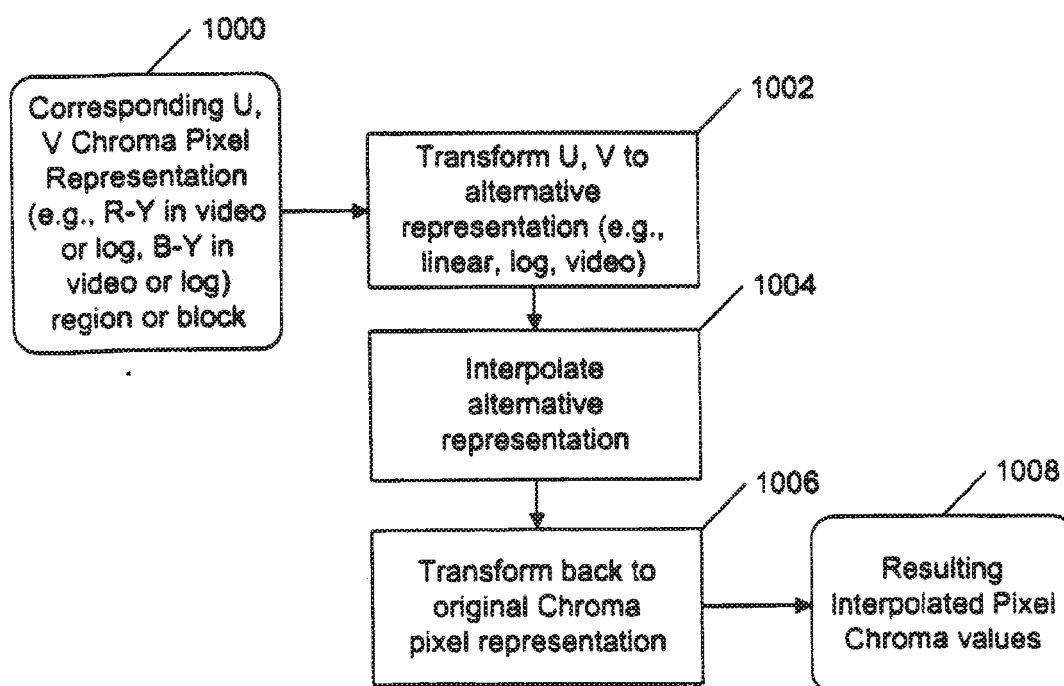 1000
Corresponding U,
V Chroma Pixel
Representation
(e.g., R-Y in video
or log, B-Y in
video or log)
region or block
1002
Transform U, V to
alternative
representation (e.g.,
linear, log, video)
1004
Interpolate
alternative
representation
1006
Transform back to
original Chroma
pixel representation
1008
Resulting
Interpolated Pixel
Chroma values